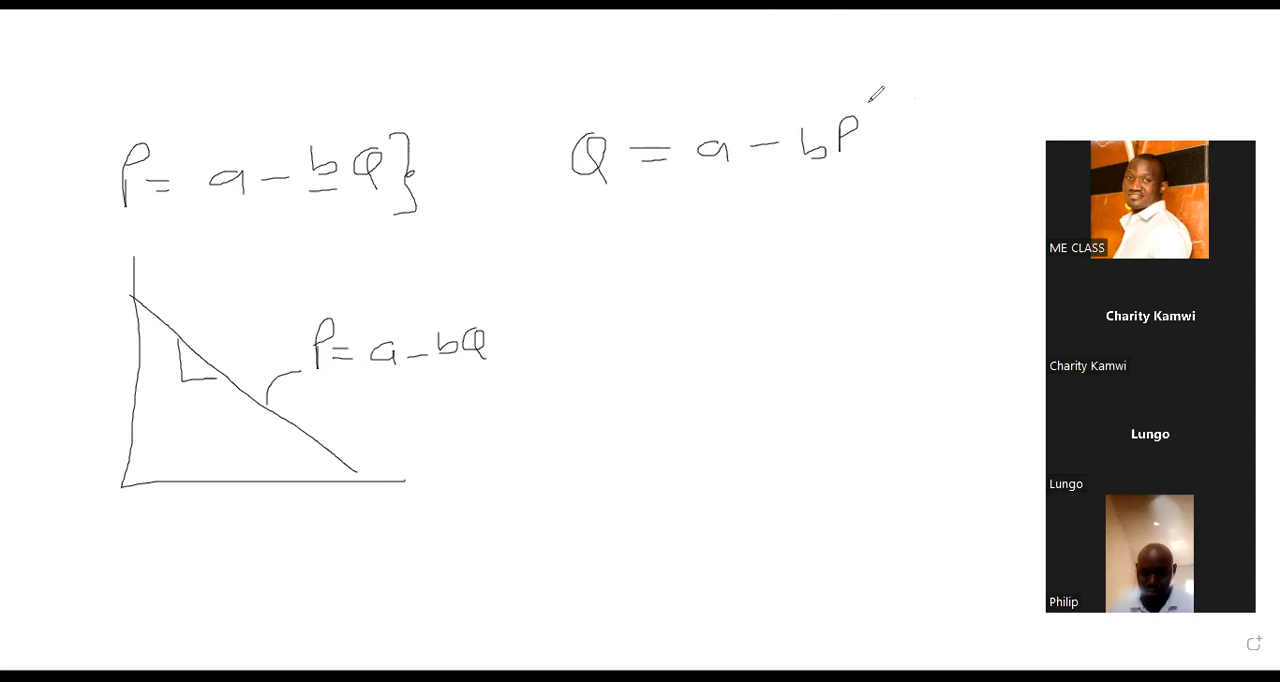 P = a - bQ}
Q = a - bP
P = a - bQ
ME CLASS
Charity Kamwi
Charity Kamwi
Lungo
Lungo
Philip